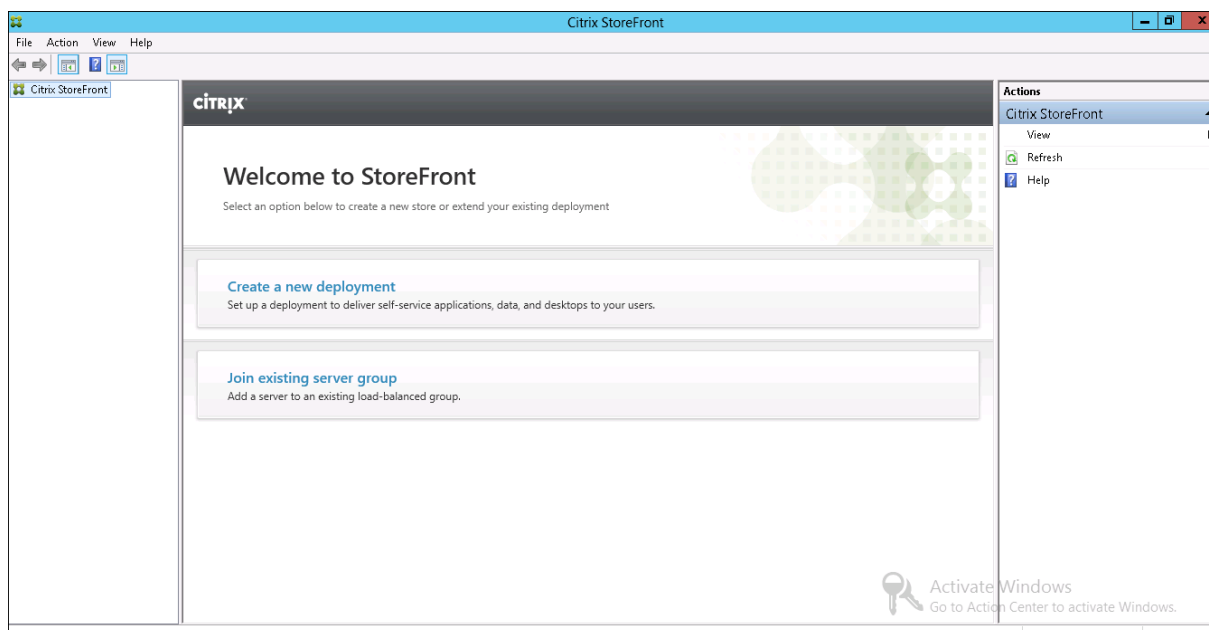 Citrix StoreFront
File Action View Help
Citrix StoreFront
CITRIX
Welcome to StoreFront
Select an option below to create a new store or extend your existing deployment
Create a new deployment
Set up a deployment to deliver self-service applications, data, and desktops to your users.
Join existing server group
Add a server to an existing load-balanced group.
Actions
Citrix StoreFront
View
Refresh
Help
Activate Windows
Go to Action Center to activate Windows.